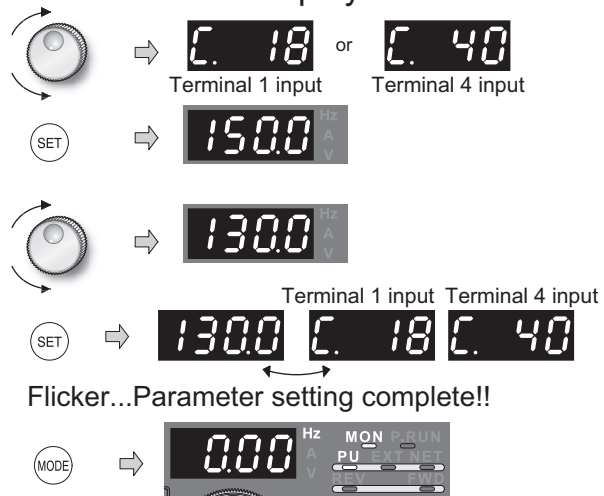 C. 18 or C. 40
Terminal 1 input Terminal 4 input
SET 150.0 Hz
A
V
130.0 Hz
A
V
Terminal 1 input Terminal 4 input
SET 130.0 C. 18 C. 40
Flicker...Parameter setting complete!!
MODE 0.00 Hz MON P.RUN
A PU EXT NET
V REV FWD